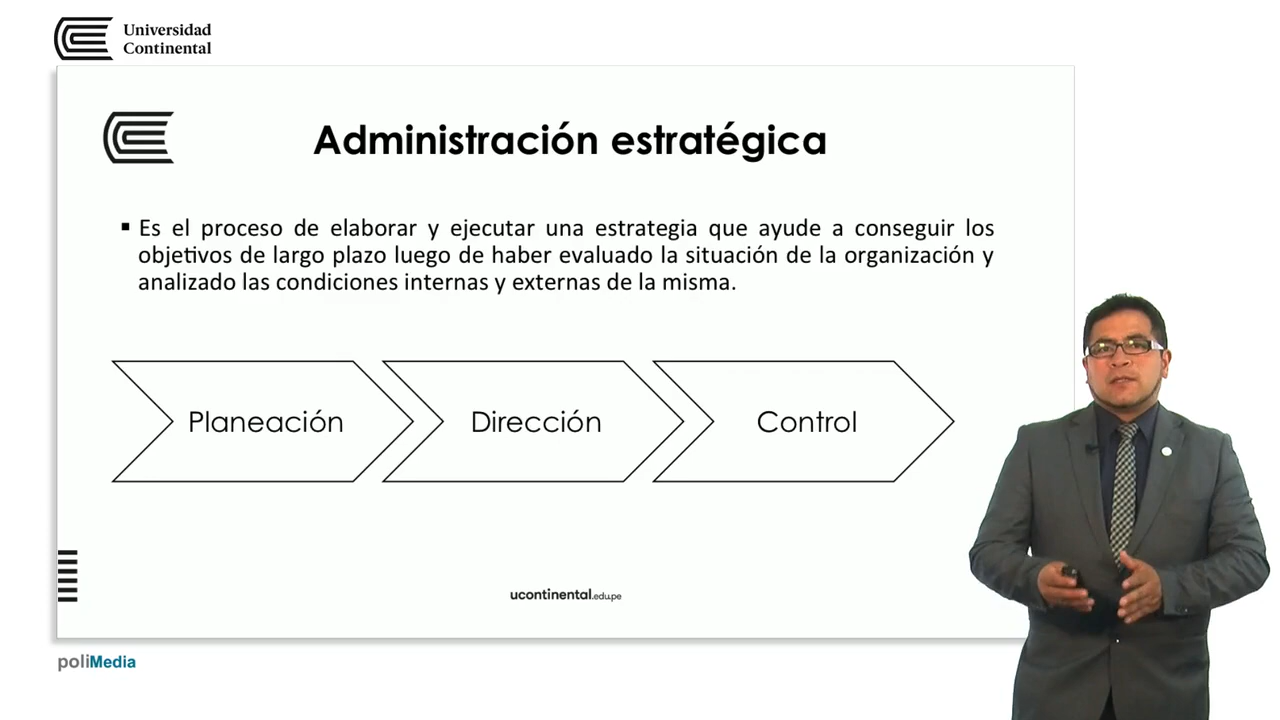 Universidad
Continental
Administración estratégica
▪ Es el proceso de elaborar y ejecutar una estrategia que ayude a conseguir los
objetivos de largo plazo luego de haber evaluado la situación de la organización y
analizado las condiciones internas y externas de la misma.
Planeación
Dirección
Control
ucontinental.edu.pe
poliMedia